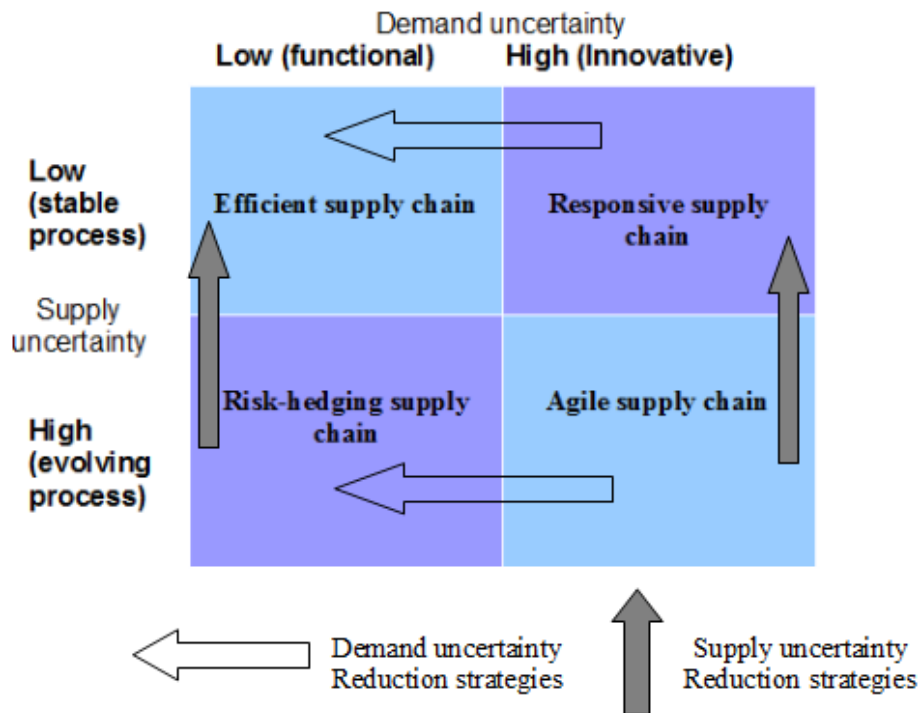 Demand uncertainty
Low (functional)
High (Innovative)
Low
(stable
process)
Efficient supply chain
Responsive supply
chain
Supply
uncertainty
High
(evolving
process)
Risk-hedging supply
chain
Agile supply chain
Demand uncertainty
Reduction strategies
Supply uncertainty
Reduction strategies